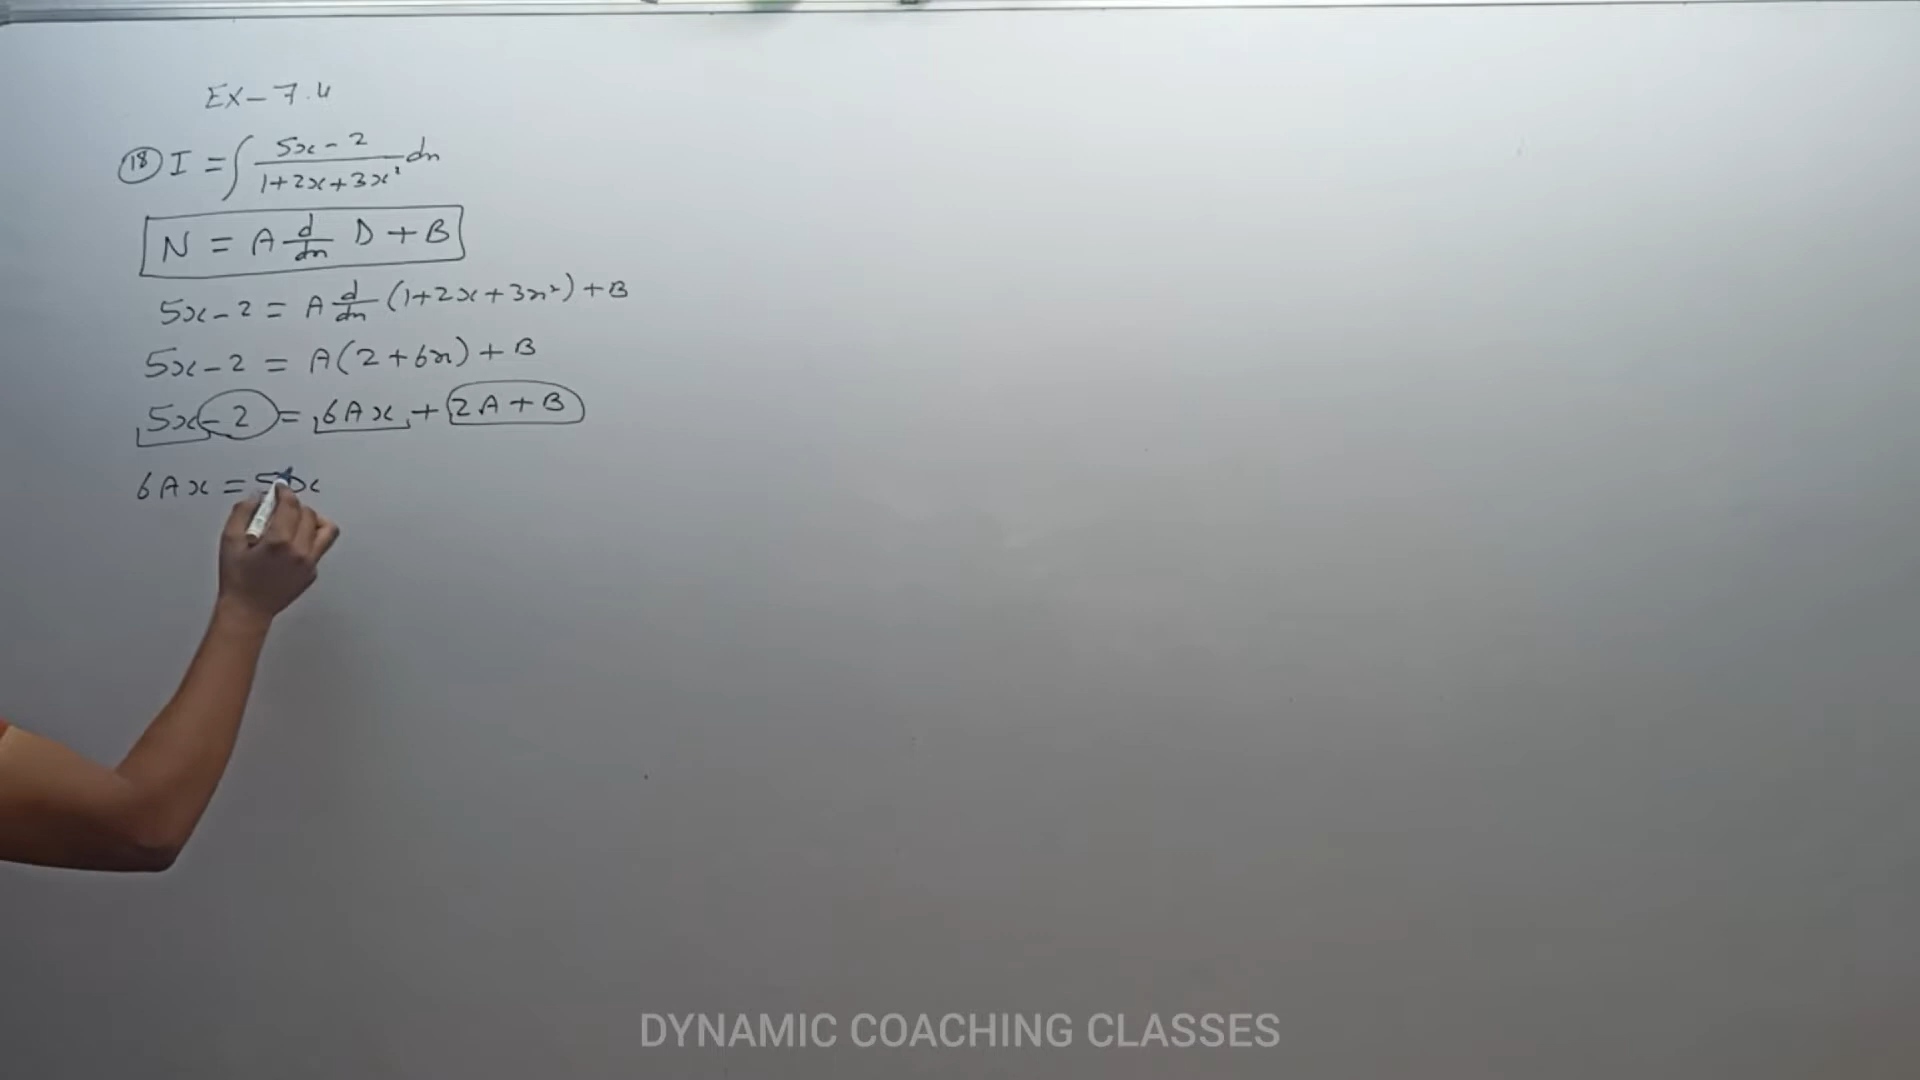 EX - 7.4
(18) I = ∫ (5x - 2)/(1+2x+3x²) dx
N = A d/dx D + B
5x - 2 = A d/dx (1+2x+3x²) + B
5x - 2 = A(2+6x) + B
5x - 2 = 6Ax + 2A + B
6Ax = 5x
DYNAMIC COACHING CLASSES